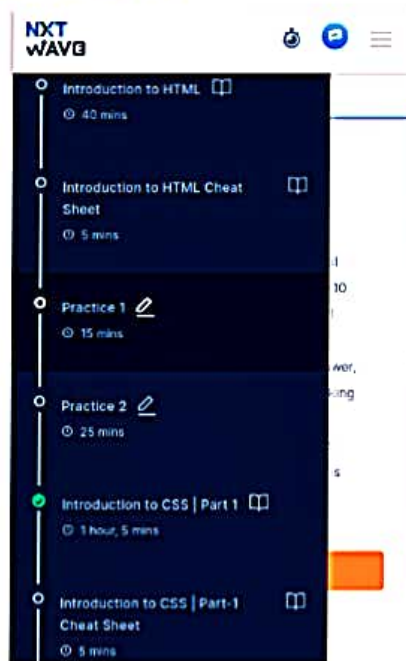 NXT
WAVE
Introduction to HTML
40 mins
Introduction to HTML Cheat
Sheet
5 mins
10
Practice 1
15 mins
wer,
Practice 2
25 mins
s
Introduction to CSS | Part 1
1 hour, 5 mins
Introduction to CSS | Part-1
Cheat Sheet
5 mins